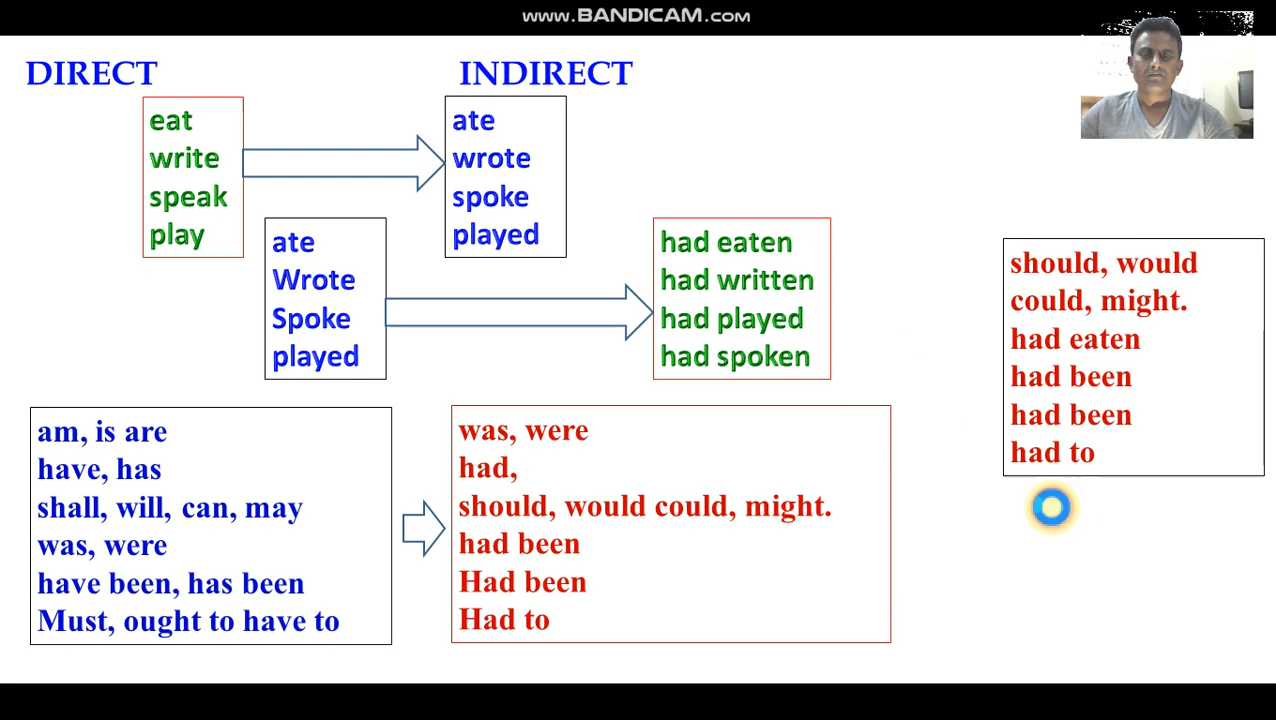 www.BANDICAM.com
DIRECT
INDIRECT
eat
write
speak
play
ate
wrote
spoke
played
ate
Wrote
Spoke
played
had eaten
had written
had played
had spoken
should, would
could, might.
had eaten
had been
had been
had to
am, is are
have, has
shall, will, can, may
was, were
have been, has been
Must, ought to have to
was, were
had,
should, would could, might.
had been
Had been
Had to